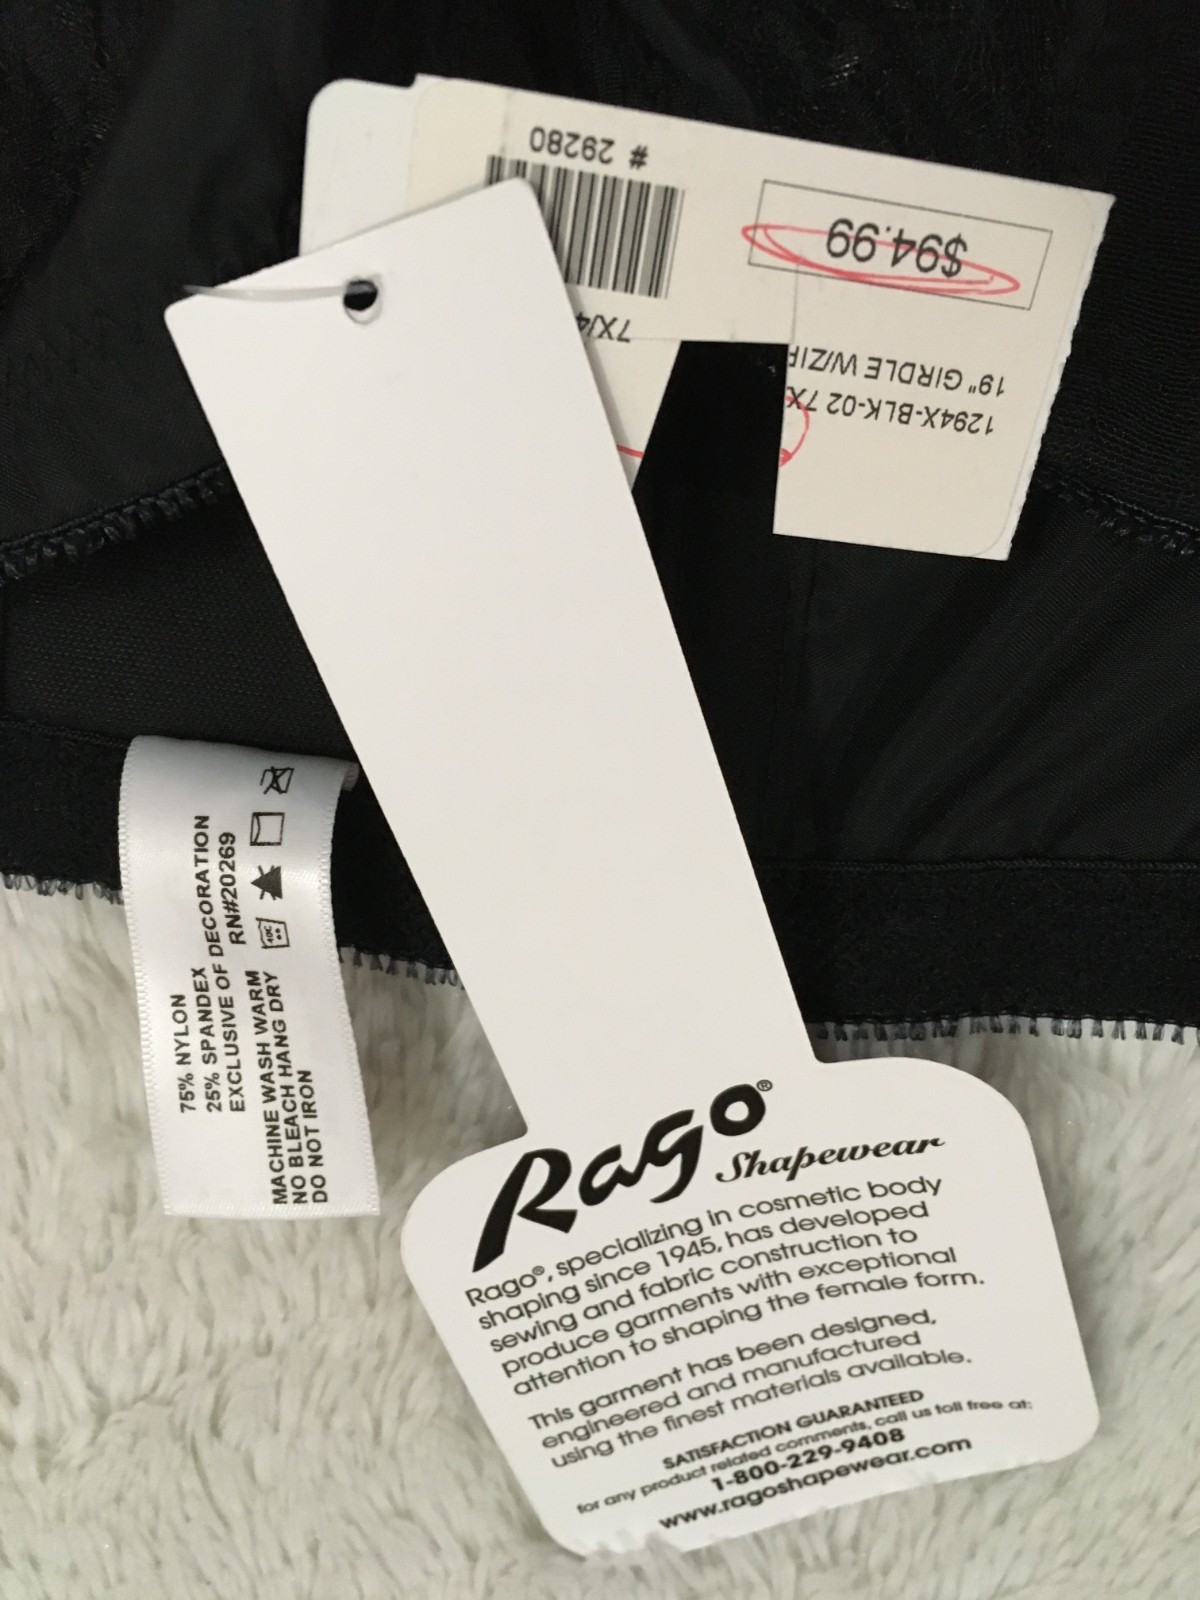 # 29280
$94.99
19" GIRDLE W/ZIP
1294X-BLK-02 7X
7X/4
75% NYLON
25% SPANDEX
EXCLUSIVE OF DECORATION
RN#20269
MACHINE WASH WARM
NO BLEACH HANG DRY
DO NOT IRON
40C
Rago®
Shapewear
Rago®, specializing in cosmetic body
shaping since 1945, has developed
sewing and fabric construction to
produce garments with exceptional
attention to shaping the female form.
This garment has been designed,
engineered and manufactured
using the finest materials available.
SATISFACTION GUARANTEED
for any product related comments, call us toll free at:
1-800-229-9408
www.ragoshapewear.com